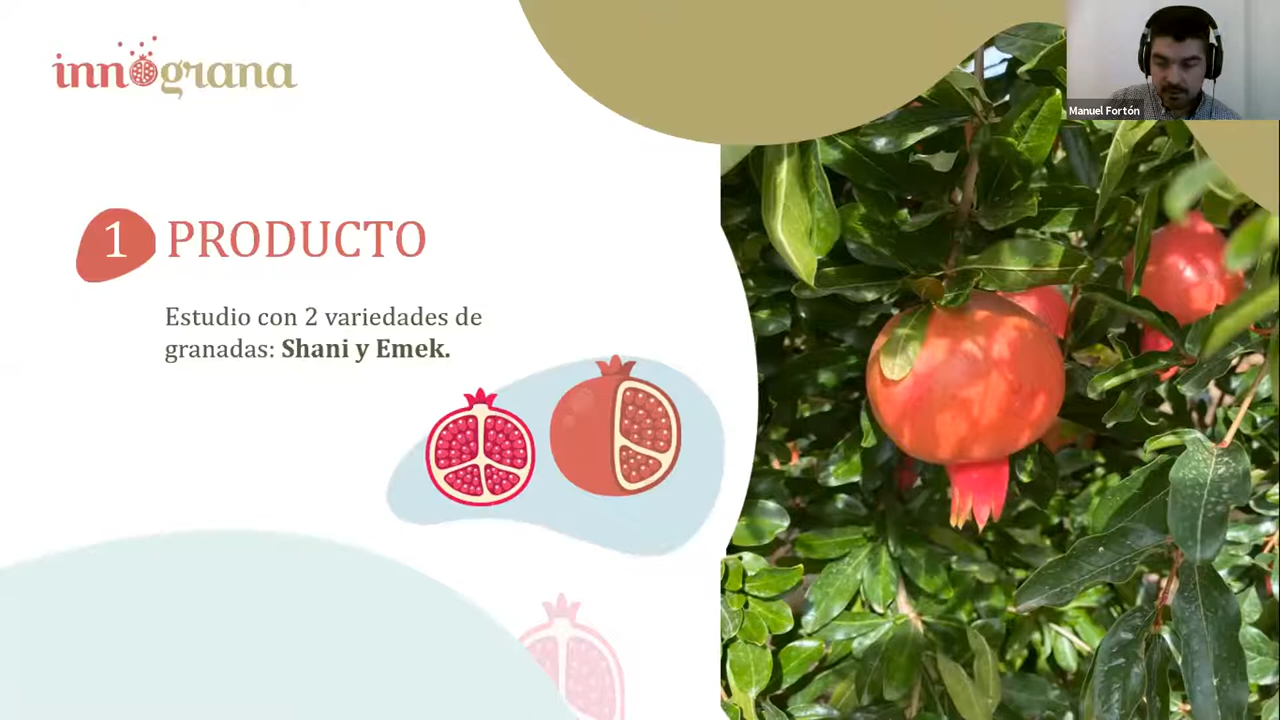 innograna
Manuel Fortón
1 PRODUCTO
Estudio con 2 variedades de
granadas: Shani y Emek.